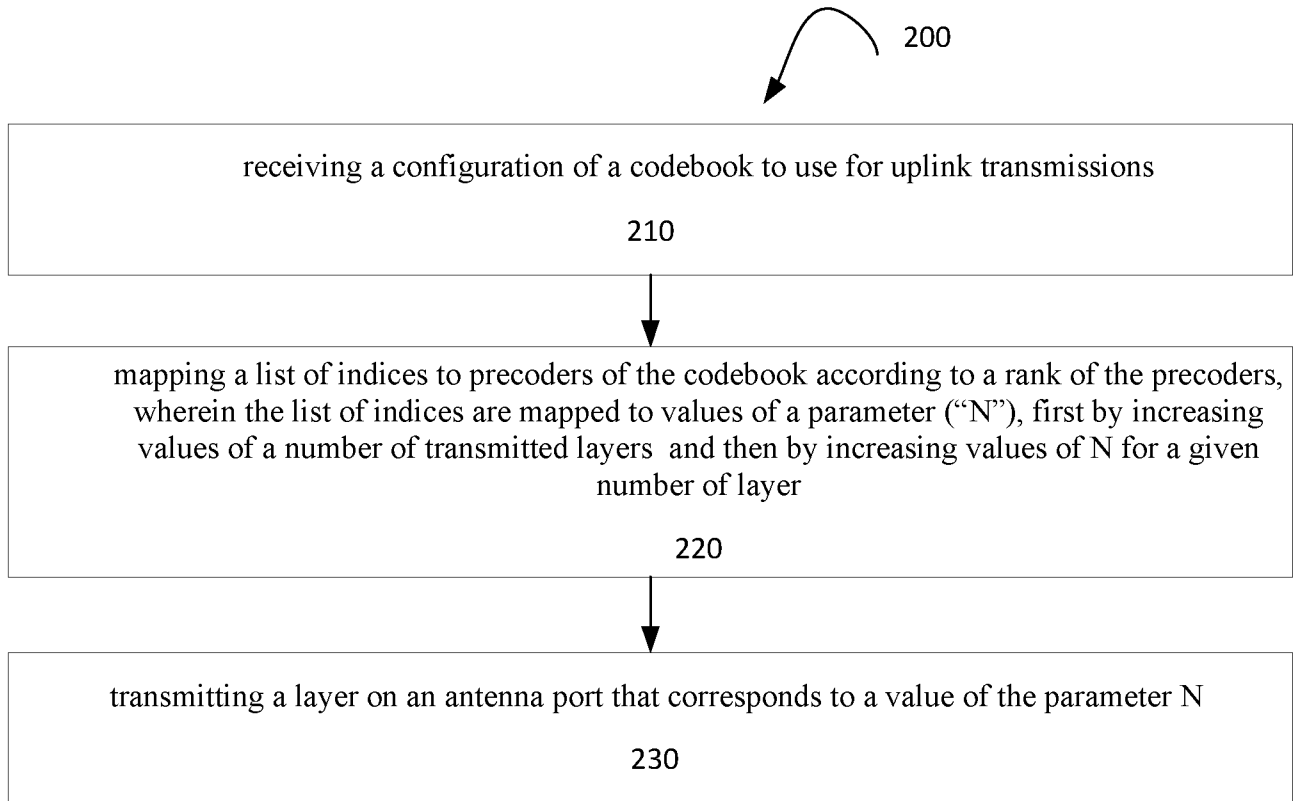 200
receiving a configuration of a codebook to use for uplink transmissions
210
mapping a list of indices to precoders of the codebook according to a rank of the precoders,
wherein the list of indices are mapped to values of a parameter (“N”), first by increasing
values of a number of transmitted layers and then by increasing values of N for a given
number of layer
220
transmitting a layer on an antenna port that corresponds to a value of the parameter N
230